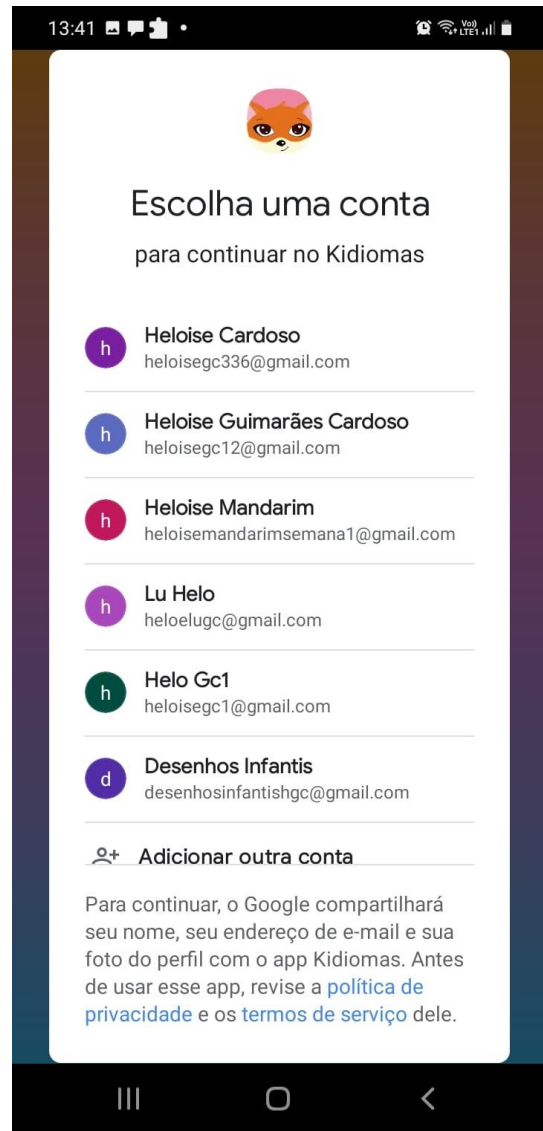 13:41
Vo))
LTE1
Escolha uma conta
para continuar no Kidiomas
h
Heloise Cardoso
heloisegc336@gmail.com
h
Heloise Guimarães Cardoso
heloisegc12@gmail.com
h
Heloise Mandarim
heloisemandarimsemana1@gmail.com
h
Lu Helo
heloelugc@gmail.com
h
Helo Gc1
heloisegc1@gmail.com
d
Desenhos Infantis
desenhosinfantishgc@gmail.com
Adicionar outra conta
Para continuar, o Google compartilhará
seu nome, seu endereço de e-mail e sua
foto do perfil com o app Kidiomas. Antes
de usar esse app, revise a política de
privacidade e os termos de serviço dele.